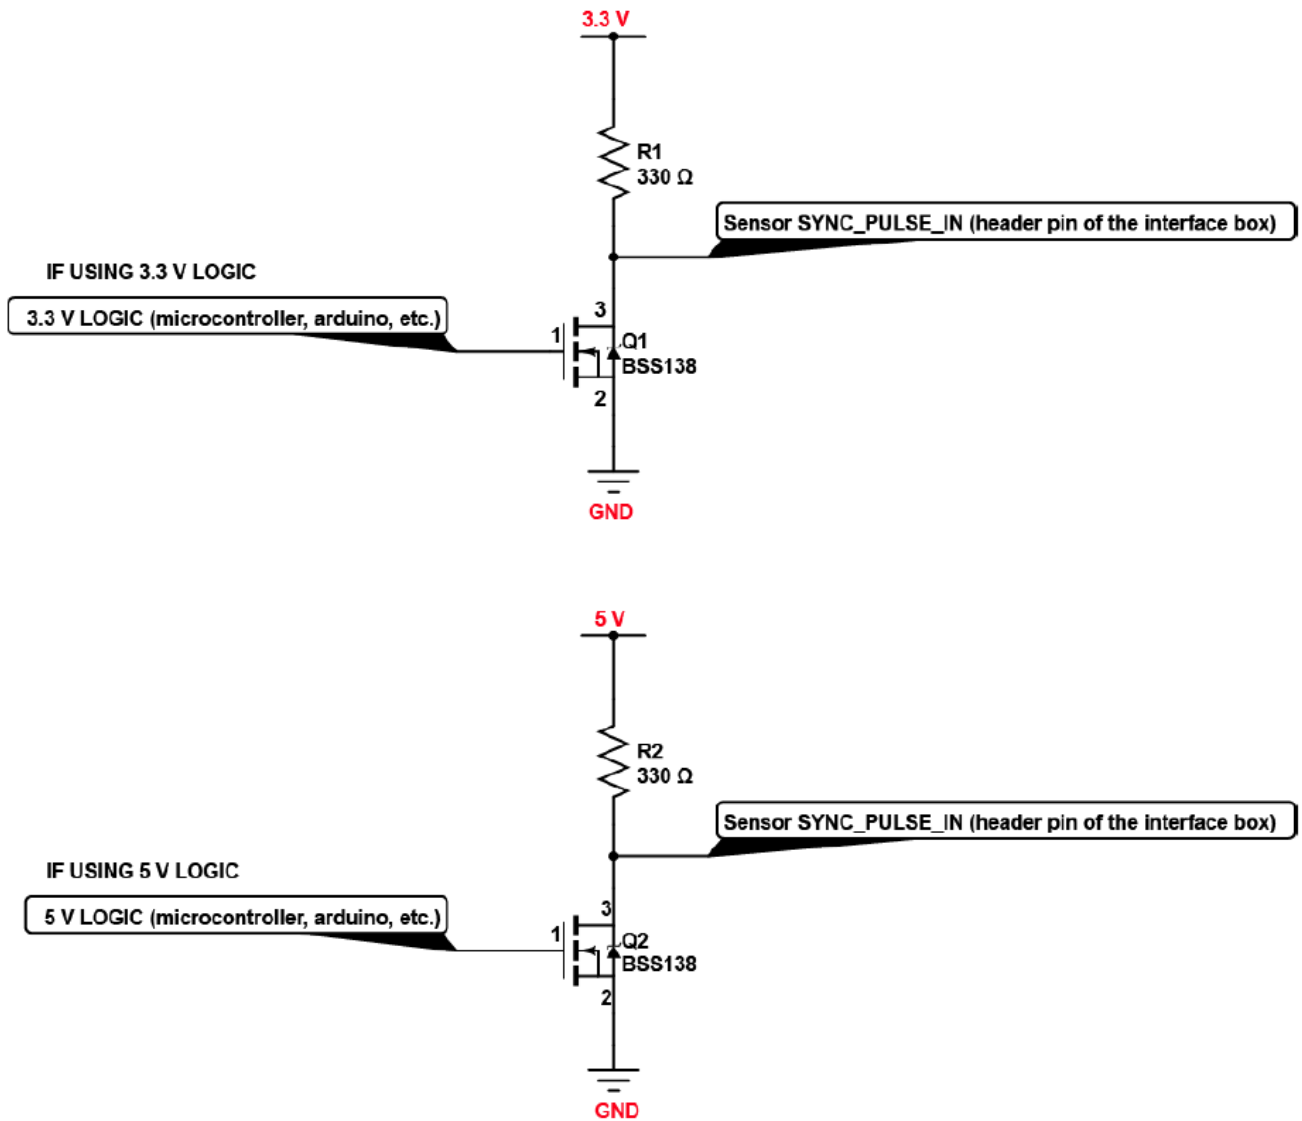 3.3 V
R1
330 Ω
Sensor SYNC_PULSE_IN (header pin of the interface box)
IF USING 3.3 V LOGIC
3.3 V LOGIC (microcontroller, arduino, etc.)
3
1
Q1
BSS138
2
GND
5 V
R2
330 Ω
Sensor SYNC_PULSE_IN (header pin of the interface box)
IF USING 5 V LOGIC
5 V LOGIC (microcontroller, arduino, etc.)
3
1
Q2
BSS138
2
GND